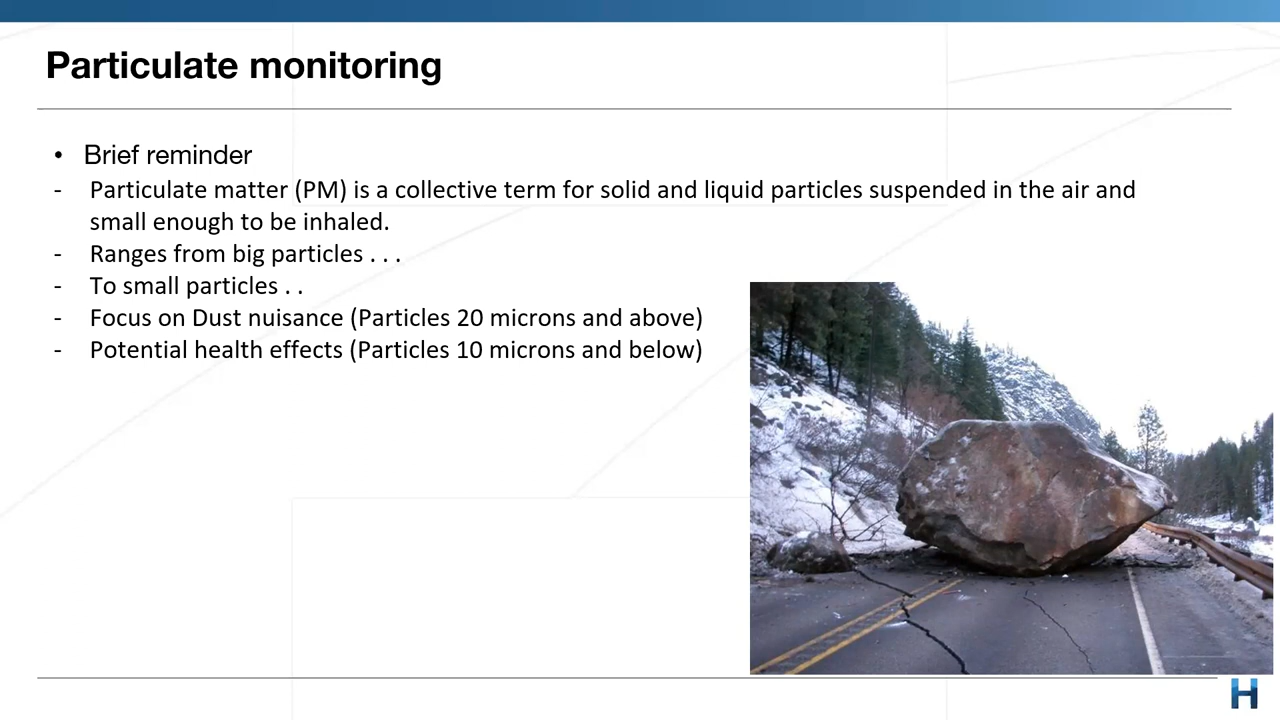 Particulate monitoring
• Brief reminder
- Particulate matter (PM) is a collective term for solid and liquid particles suspended in the air and
small enough to be inhaled.
- Ranges from big particles . . .
- To small particles . .
- Focus on Dust nuisance (Particles 20 microns and above)
- Potential health effects (Particles 10 microns and below)
H